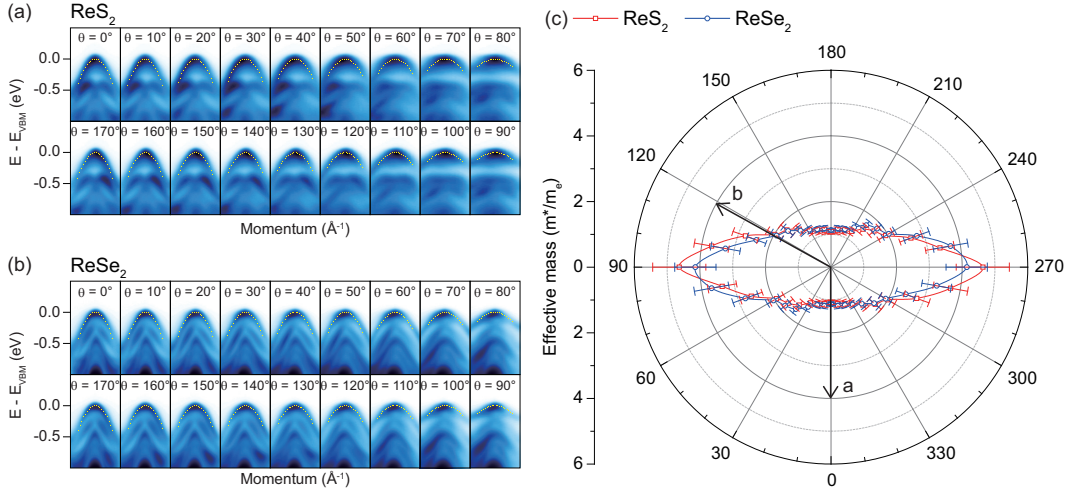 (a)
ReS2
θ = 0° θ = 10° θ = 20° θ = 30° θ = 40° θ = 50° θ = 60° θ = 70° θ = 80°
0.0
-0.5
θ = 170° θ = 160° θ = 150° θ = 140° θ = 130° θ = 120° θ = 110° θ = 100° θ = 90°
0.0
-0.5
E - EVBM (eV)
Momentum (Å-1)
(b)
ReSe2
θ = 0° θ = 10° θ = 20° θ = 30° θ = 40° θ = 50° θ = 60° θ = 70° θ = 80°
0.0
-0.5
θ = 170° θ = 160° θ = 150° θ = 140° θ = 130° θ = 120° θ = 110° θ = 100° θ = 90°
0.0
-0.5
E - EVBM (eV)
Momentum (Å-1)
(c)
ReS2 ReSe2
Effective mass (m*/me)
6
4
2
0
2
4
6
180
150 210
120 240
90 270
60 300
30 330
0
b
a